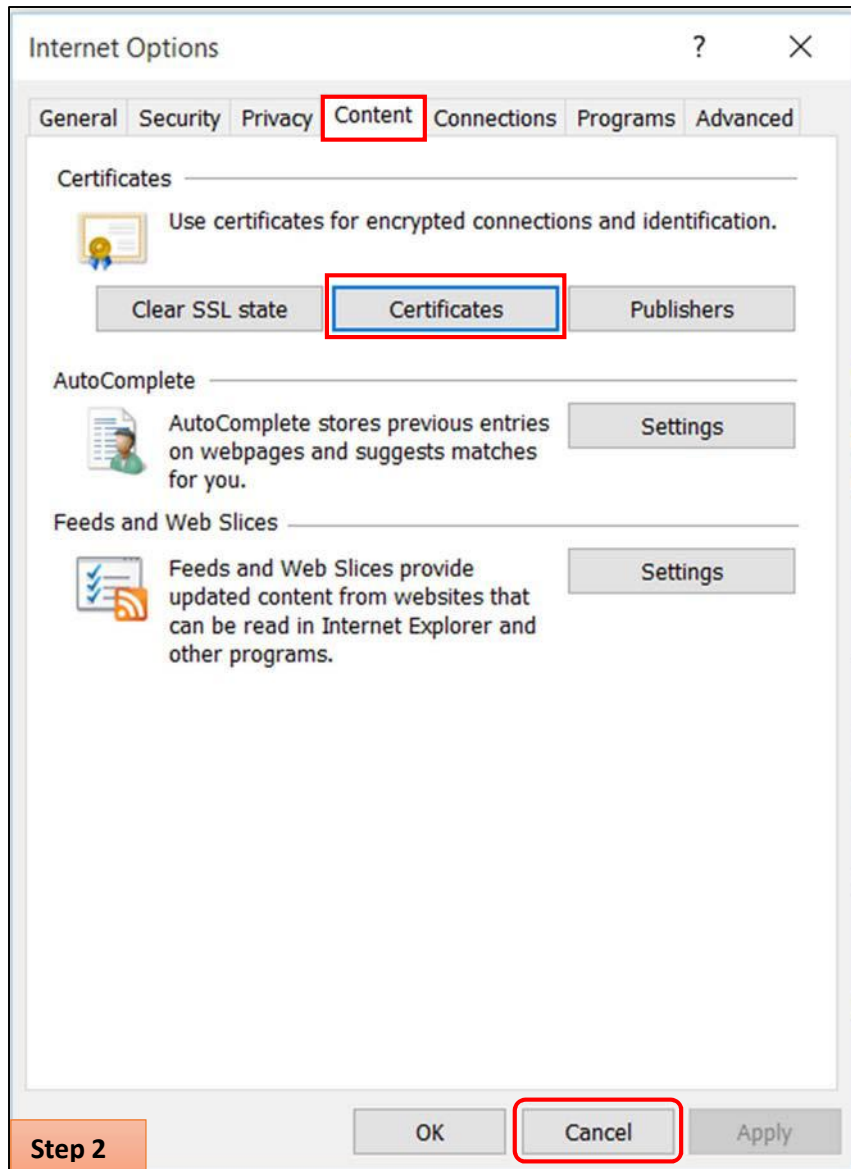 Internet Options ?
General Security Privacy Content Connections Programs Advanced
Certificates
Use certificates for encrypted connections and identification.
Clear SSL state Certificates Publishers
AutoComplete
AutoComplete stores previous entries
on webpages and suggests matches
for you.
Settings
Feeds and Web Slices
Feeds and Web Slices provide
updated content from websites that
can be read in Internet Explorer and
other programs.
Settings
OK Cancel Apply
Step 2